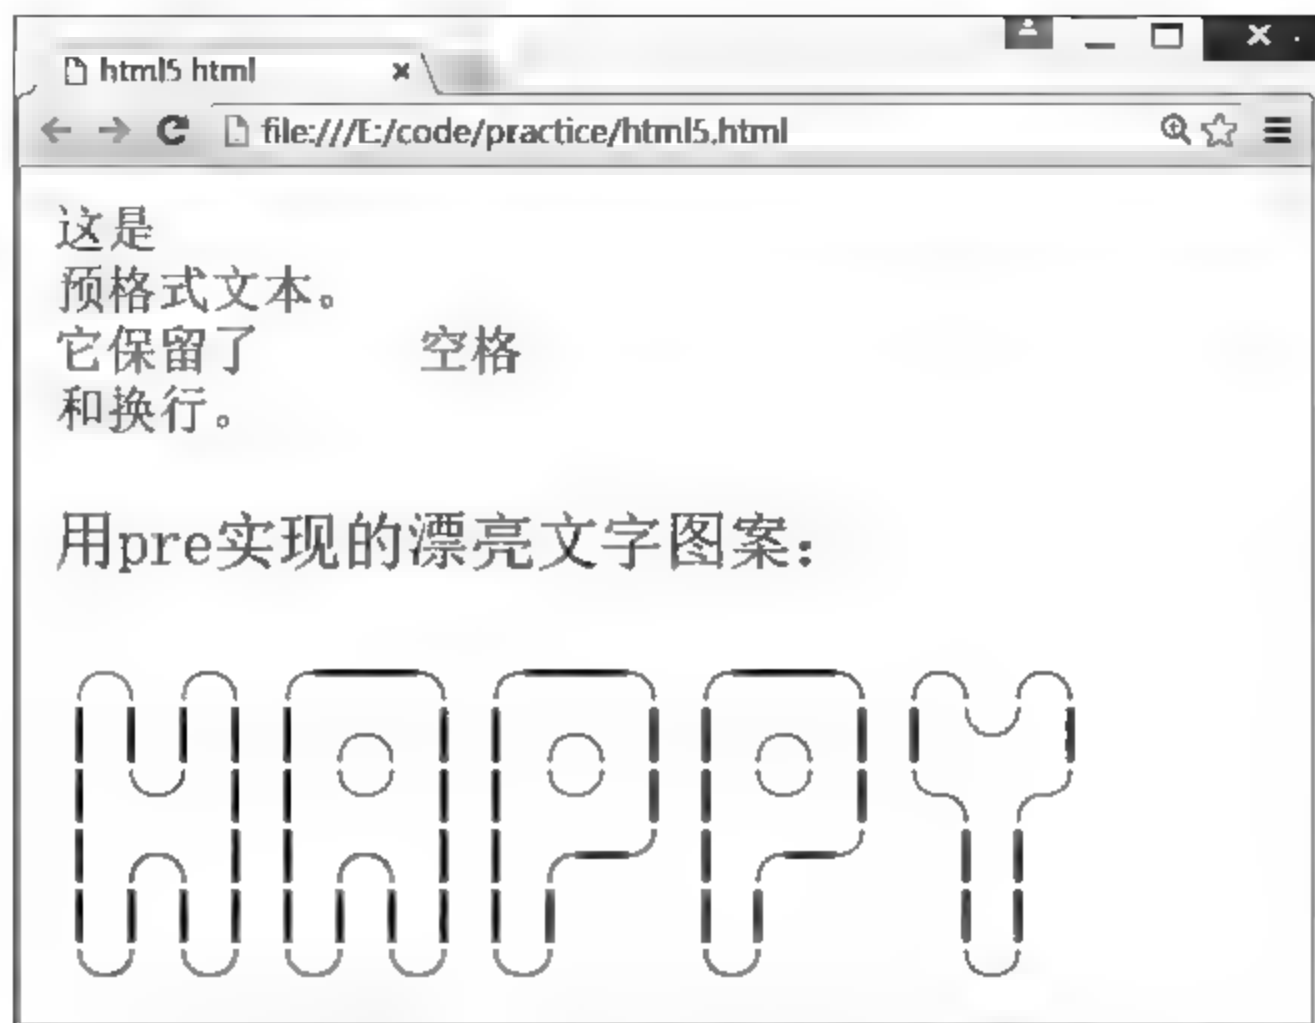 html5 html
file:///E:/code/practice/html5.html
这是
预格式文本。
它保留了      空格
和换行。
用pre实现的漂亮文字图案：
HAPPY